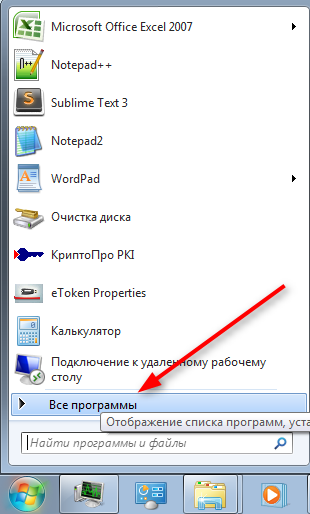 Microsoft Office Excel 2007
Notepad++
Sublime Text 3
Notepad2
WordPad
Очистка диска
КриптоПро PKI
eToken Properties
Калькулятор
Подключение к удаленному рабочему
столу
Все программы
Отображение списка программ, уста
Найти программы и файлы